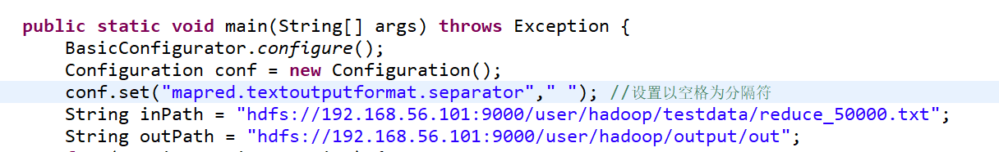 public static void main(String[] args) throws Exception {
BasicConfigurator.configure();
Configuration conf = new Configuration();
conf.set("mapred.textoutputformat.separator"," "); //设置以空格为分隔符
String inPath = "hdfs://192.168.56.101:9000/user/hadoop/testdata/reduce_50000.txt";
String outPath = "hdfs://192.168.56.101:9000/user/hadoop/output/out";